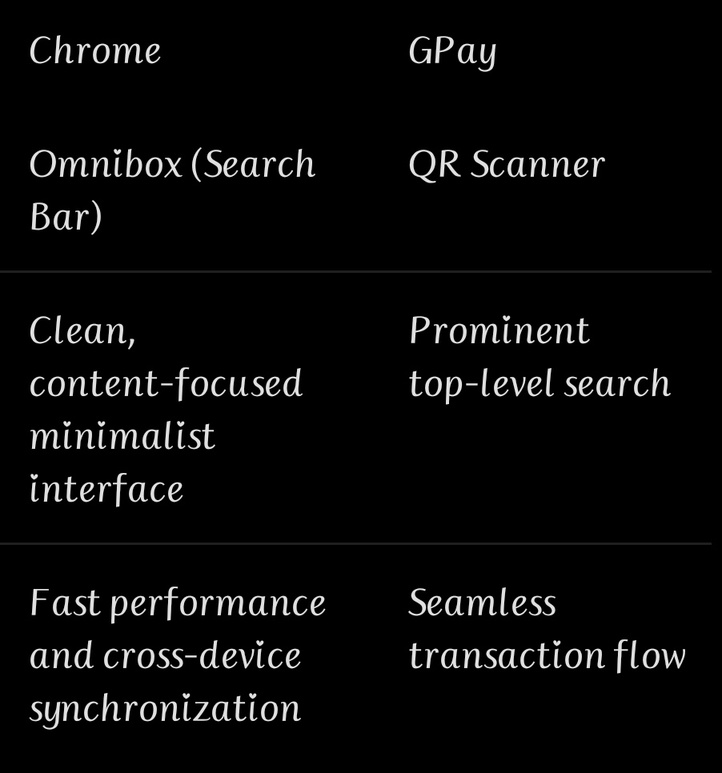 Chrome
GPay
Omnibox (Search
Bar)
QR Scanner
Clean,
content-focused
minimalist
interface
Prominent
top-level search
Fast performance
and cross-device
synchronization
Seamless
transaction flow